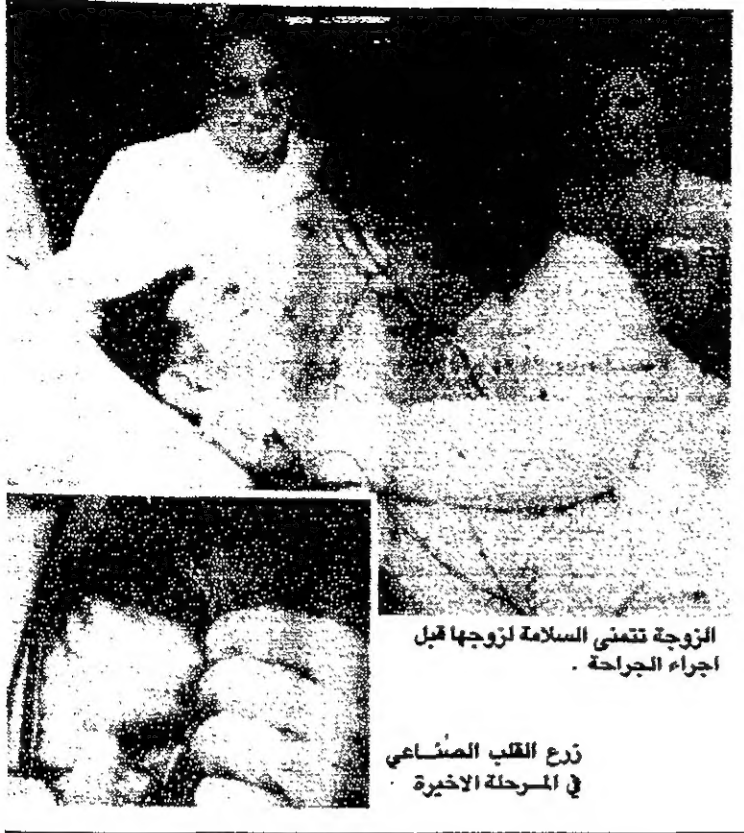 الزوجة تتمنى السلامة لزوجها قبل
اجراء الجراحة .
زرع القلب الصناعي
في المرحلة الاخيرة .